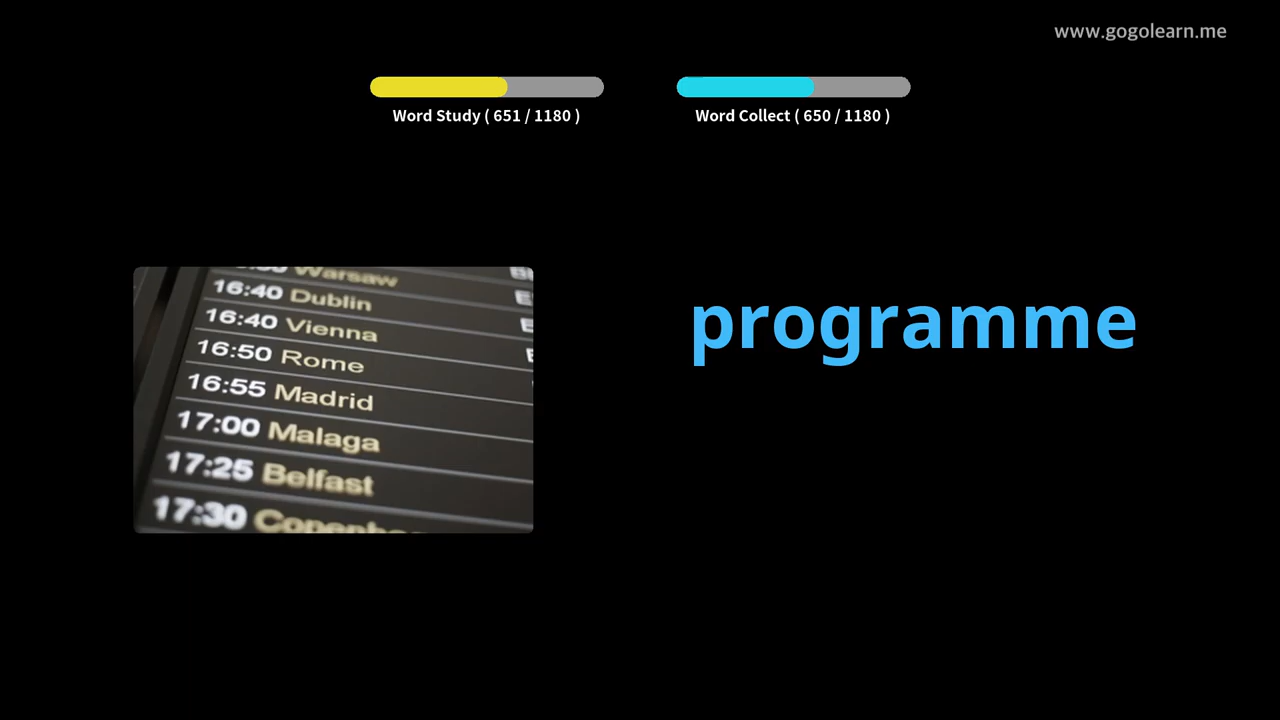 www.gogolearn.me
Word Study ( 651 / 1180 )
Word Collect ( 650 / 1180 )
Warsaw
16:40 Dublin
16:40 Vienna
16:50 Rome
16:55 Madrid
17:00 Malaga
17:25 Belfast
17:30
programme